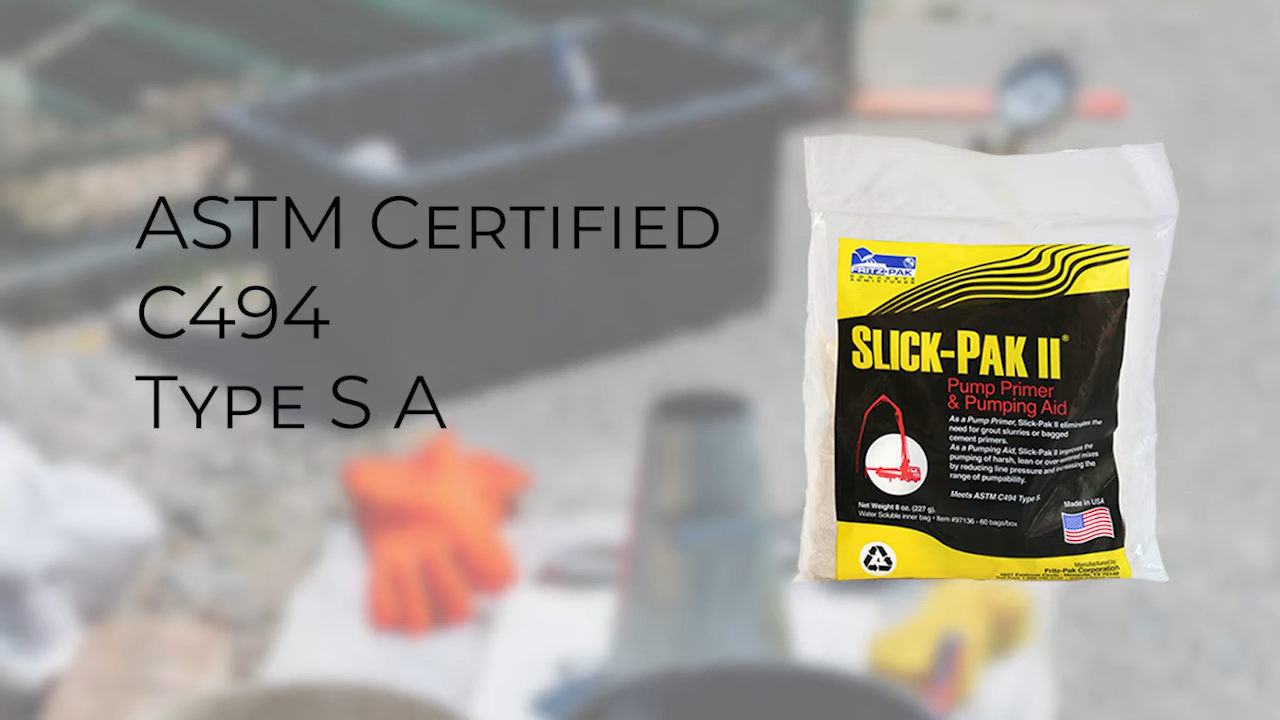 ASTM CERTIFIED
C494
TYPE S A
FRITZ-PAK
CONCRETE
ADMIXTURES
SLICK-PAK II®
Pump Primer
& Pumping Aid
As a Pump Primer, Slick-Pak II eliminates the
need for grout slurries or bagged
cement primers.
As a Pumping Aid, Slick-Pak II improves the
pumping of harsh, lean or over-sanded mixes
by reducing line pressure and increasing the
range of pumpability.
Meets ASTM C494 Type S
Made in USA
Net Weight 8 oz. (227 g).
Water Soluble inner bag • Item #97136 - 60 bags/box
4
Manufactured by
Fritz-Pak Corporation